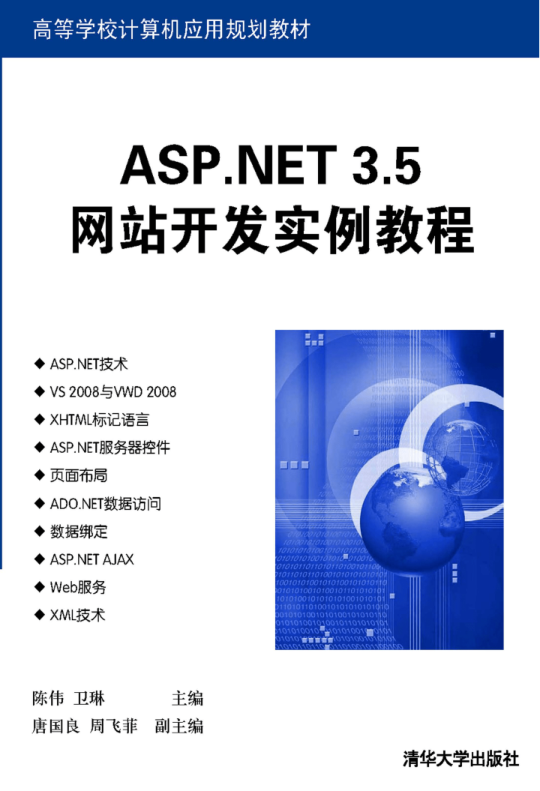 高等学校计算机应用规划教材
ASP.NET 3.5
网站开发实例教程
◆ ASP.NET技术
◆ VS 2008与VWD 2008
◆ XHTML标记语言
◆ ASP.NET服务器控件
◆ 页面布局
◆ ADO.NET数据访问
◆ 数据绑定
◆ ASP.NET AJAX
◆ Web服务
◆ XML技术
陈伟 卫琳 主编
唐国良 周飞菲 副主编
清华大学出版社